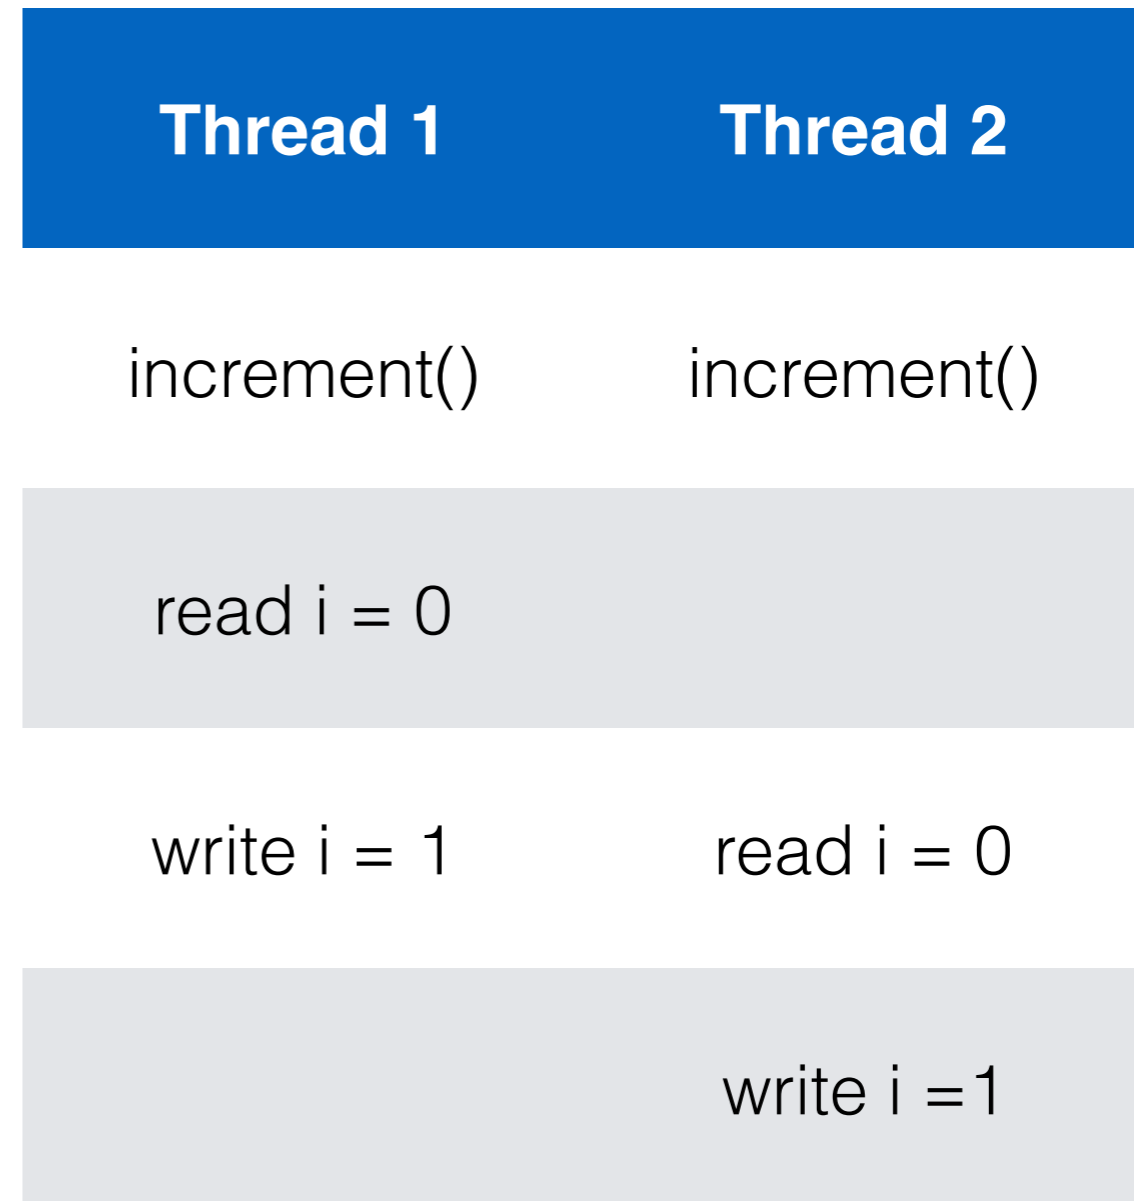 Thread 1 Thread 2
increment() increment()
read i = 0
write i = 1 read i = 0
write i =1